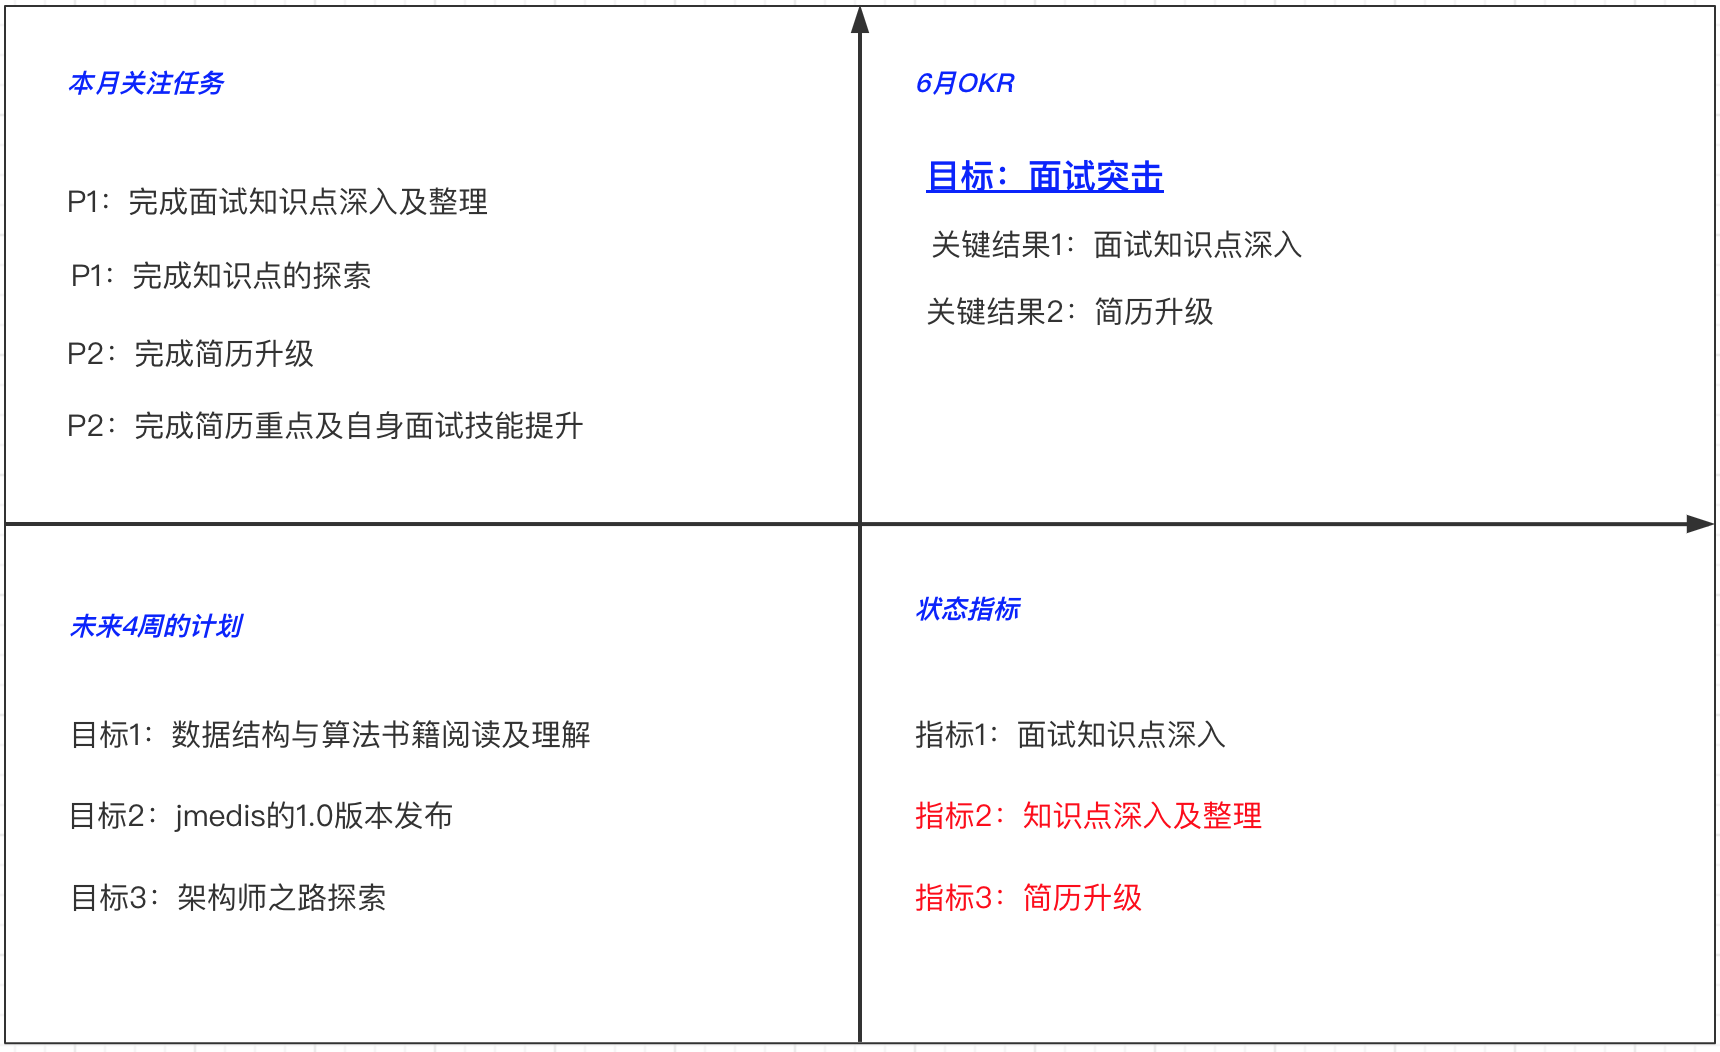 本月关注任务
P1：完成面试知识点深入及整理
P1：完成知识点的探索
P2：完成简历升级
P2：完成简历重点及自身面试技能提升
6月OKR
目标：面试突击
关键结果1：面试知识点深入
关键结果2：简历升级
未来4周的计划
目标1：数据结构与算法书籍阅读及理解
目标2：jmedis的1.0版本发布
目标3：架构师之路探索
状态指标
指标1：面试知识点深入
指标2：知识点深入及整理
指标3：简历升级